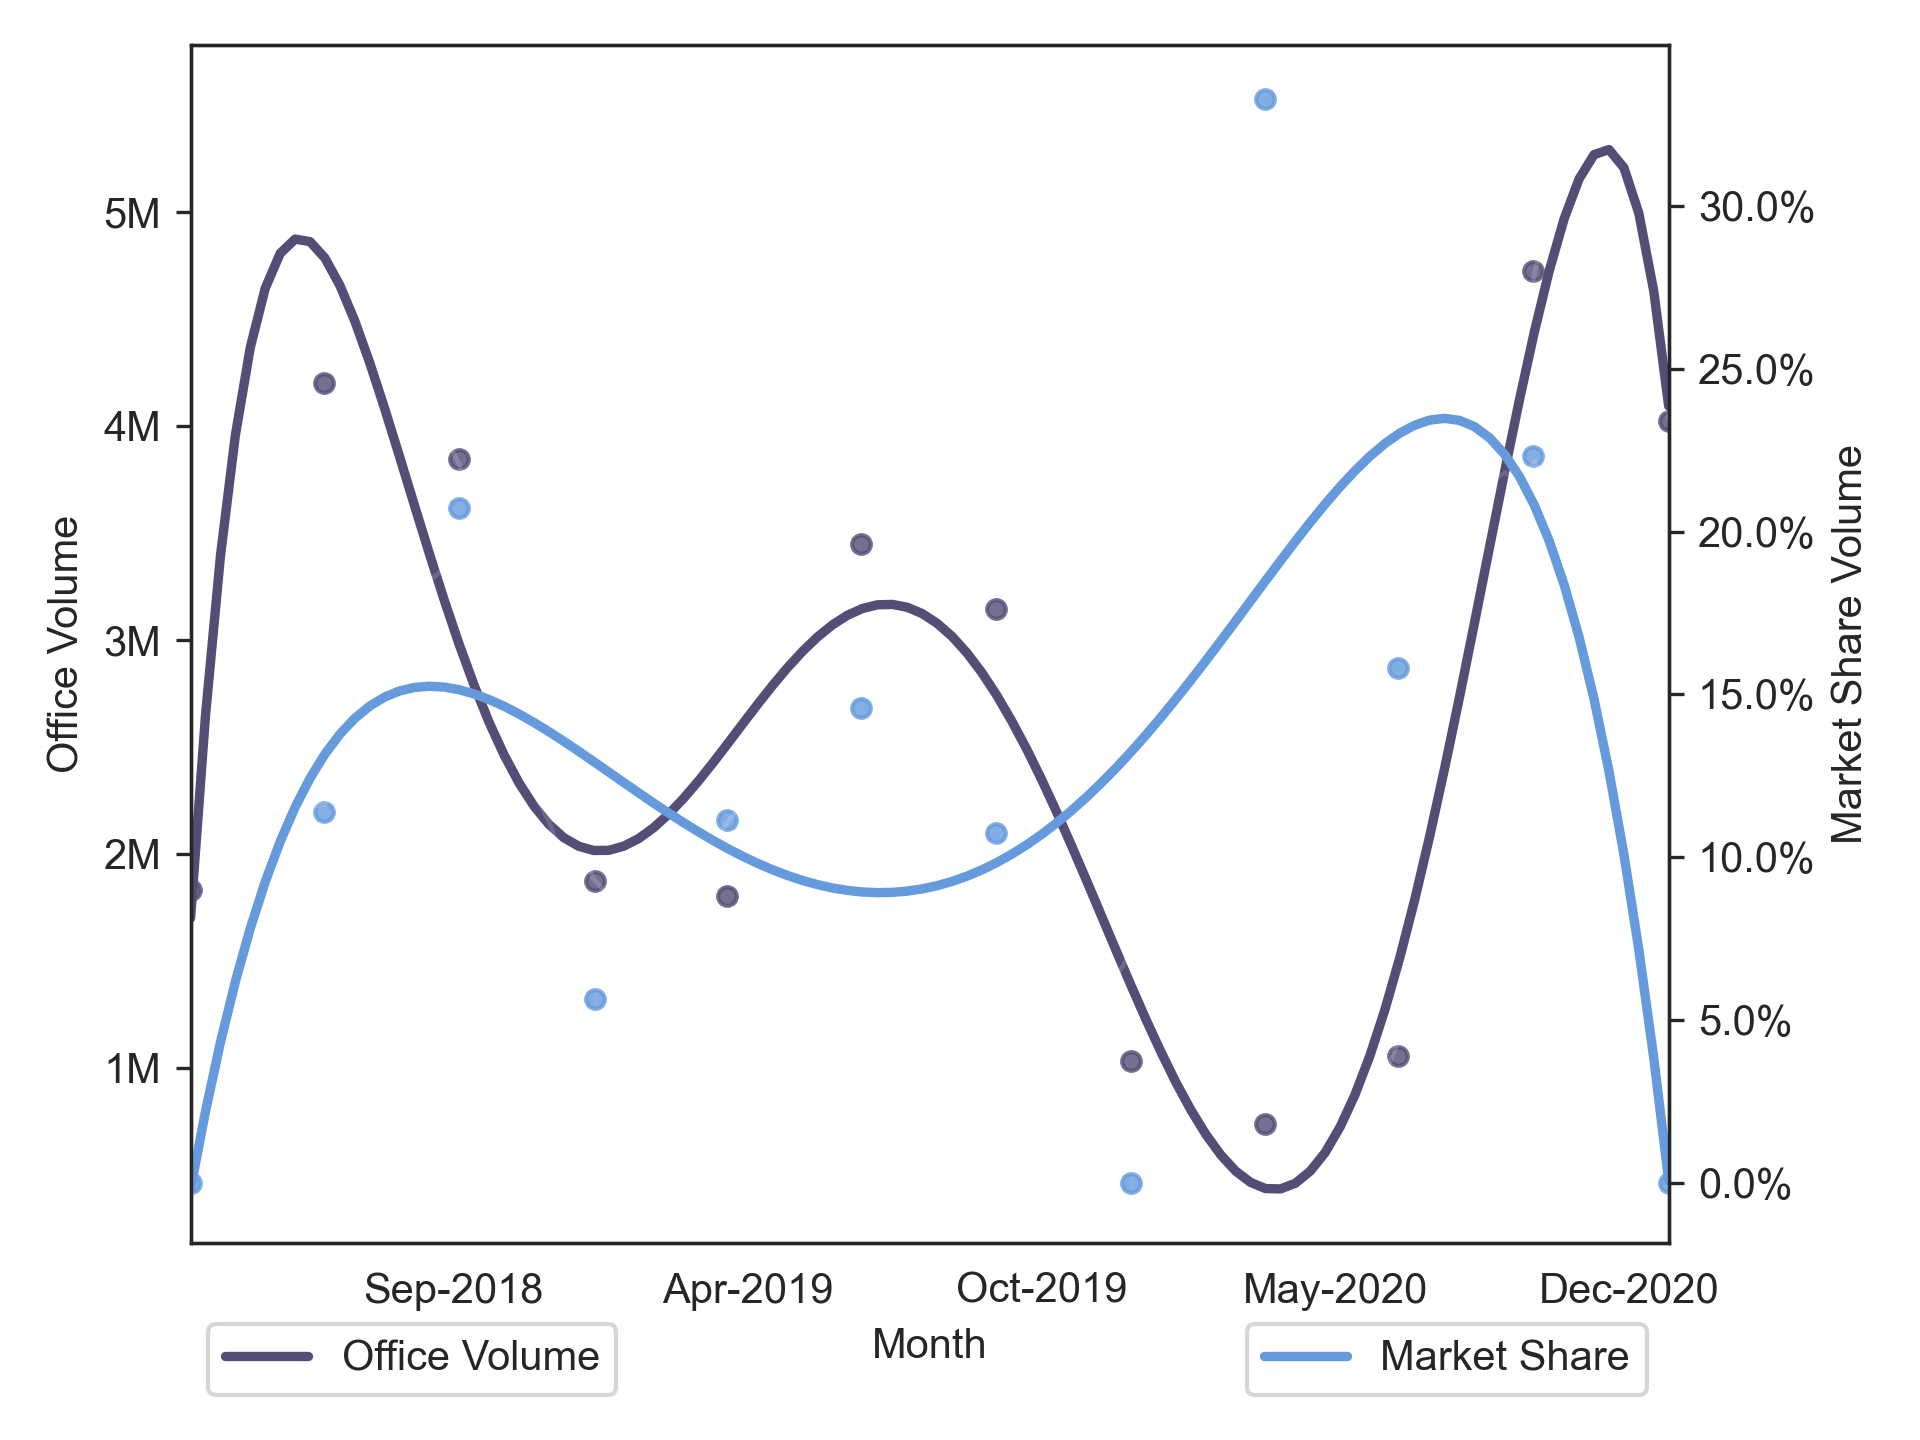 5M
4M
3M
2M
1M
Office Volume
30.0%
25.0%
20.0%
15.0%
10.0%
5.0%
0.0%
Market Share Volume
Sep-2018 Apr-2019 Oct-2019 May-2020 Dec-2020
Month
Office Volume
Market Share